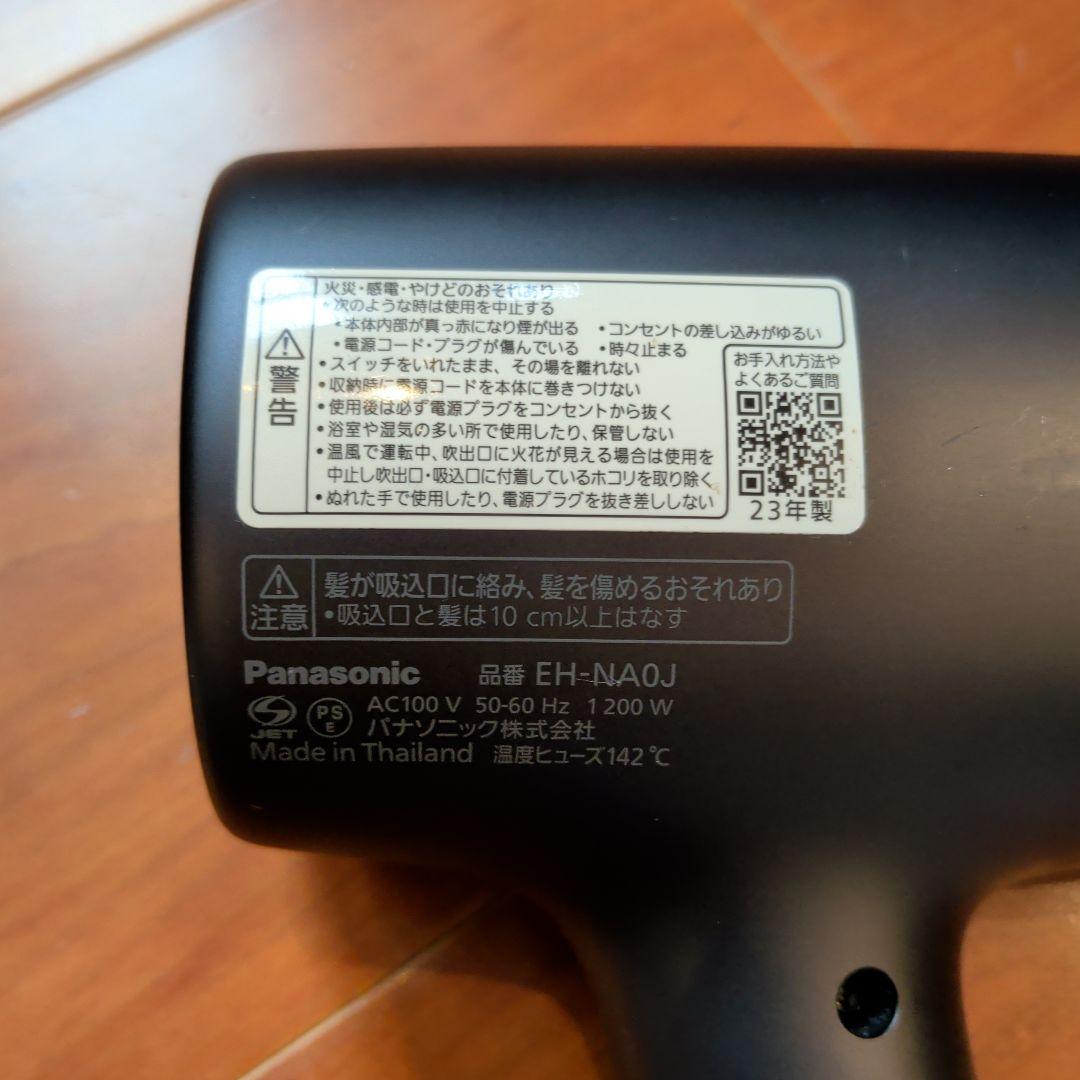 火災・感電・やけどのおそれあり
・次のような時は使用を中止する
・本体内部が真っ赤になり煙が出る ・コンセントの差し込みがゆるい
・電源コード・プラグが傷んでいる ・時々止まる
・スイッチをいれたまま、その場を離れない
・収納時に電源コードを本体に巻きつけない
・使用後は必ず電源プラグをコンセントから抜く
・浴室や湿気の多い所で使用したり、保管しない
・温風で運転中、吹出口に火花が見える場合は使用を
中止し吹出口・吸込口に付着しているホコリを取り除く
・ぬれた手で使用したり、電源プラグを抜き差ししない
警告
お手入れ方法や
よくあるご質問
23年製
注意
髪が吸込口に絡み、髪を傷めるおそれあり
・吸込口と髪は10 cm以上はなす
Panasonic 品番 EH-NA0J
JET PSE AC100 V 50-60 Hz 1 200 W
パナソニック株式会社
Made in Thailand 温度ヒューズ142 ℃